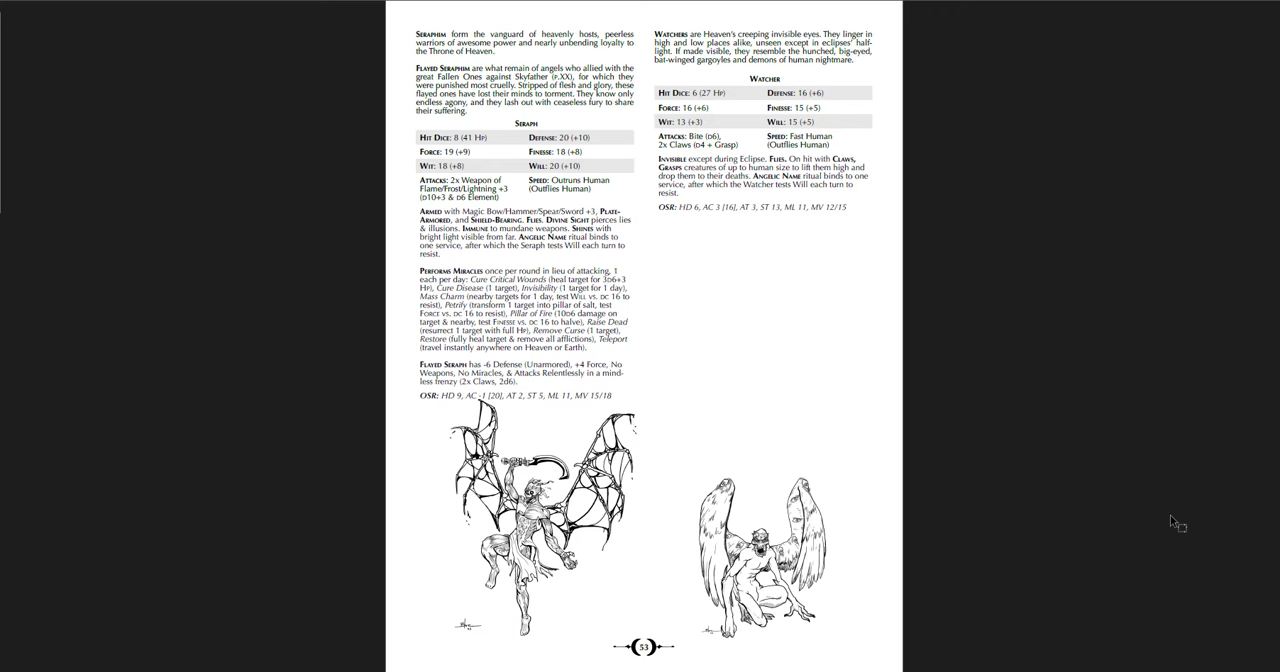 Seraphim form the vanguard of heavenly hosts, peerless
warriors of awesome power and nearly unbending loyalty to
the Throne of Heaven.
Flayed Seraphim are what remain of angels who allied with the
great Fallen Ones against Skyfather (p.XX), for which they
were punished most cruelly. Stripped of flesh and glory, these
flayed ones have lost their minds to torment. They know only
endless agony, and they lash out with ceaseless fury to share
their suffering.
Seraph
Hit Dice: 8 (41 Hp) Defense: 20 (+10)
Force: 19 (+9) Finesse: 18 (+8)
Wit: 18 (+8) Will: 20 (+10)
Attacks: 2x Weapon of
Flame/Frost/Lightning +3
(d10+3 & d6 Element)
Speed: Outruns Human
(Outflies Human)
Armed with Magic Bow/Hammer/Spear/Sword +3, Plate-
Armored, and Shield-Bearing. Flies. Divine Sight pierces lies
& illusions. Immune to mundane weapons. Shines with
bright light visible from far. Angelic Name ritual binds to
one service, after which the Seraph tests Will each turn to
resist.
Performs Miracles once per round in lieu of attacking, 1
each per day: Cure Critical Wounds (heal target for 3d6+3
Hp), Cure Disease (1 target), Invisibility (1 target for 1 day),
Mass Charm (nearby targets for 1 day, test Will vs. dc 16 to
resist), Petrify (transform 1 target into pillar of salt, test
Force vs. dc 16 to resist), Pillar of Fire (10d6 damage on
target & nearby, test Finesse vs. dc 16 to halve), Raise Dead
(resurrect 1 target with full Hp), Remove Curse (1 target),
Restore (fully heal target & remove all afflictions), Teleport
(travel instantly anywhere on Heaven or Earth).
Flayed Seraph has -6 Defense (Unarmored), +4 Force, No
Weapons, No Miracles, & Attacks Relentlessly in a mind-
less frenzy (2x Claws, 2d6).
OSR: HD 9, AC -1 [20], AT 2, ST 5, ML 11, MV 15/18
Watchers are Heaven's creeping invisible eyes. They linger in
high and low places alike, unseen except in eclipses' half-
light. If made visible, they resemble the hunched, big-eyed,
bat-winged gargoyles and demons of human nightmare.
Watcher
Hit Dice: 6 (27 Hp) Defense: 16 (+6)
Force: 16 (+6) Finesse: 15 (+5)
Wit: 13 (+3) Will: 15 (+5)
Attacks: Bite (d6),
2x Claws (d4 + Grasp)
Speed: Fast Human
(Outflies Human)
Invisible except during Eclipse. Flies. On hit with Claws,
Grasps creatures of up to human size to lift them high and
drop them to their deaths. Angelic Name ritual binds to one
service, after which the Watcher tests Will each turn to
resist.
OSR: HD 6, AC 3 [16], AT 3, ST 13, ML 11, MV 12/15
53